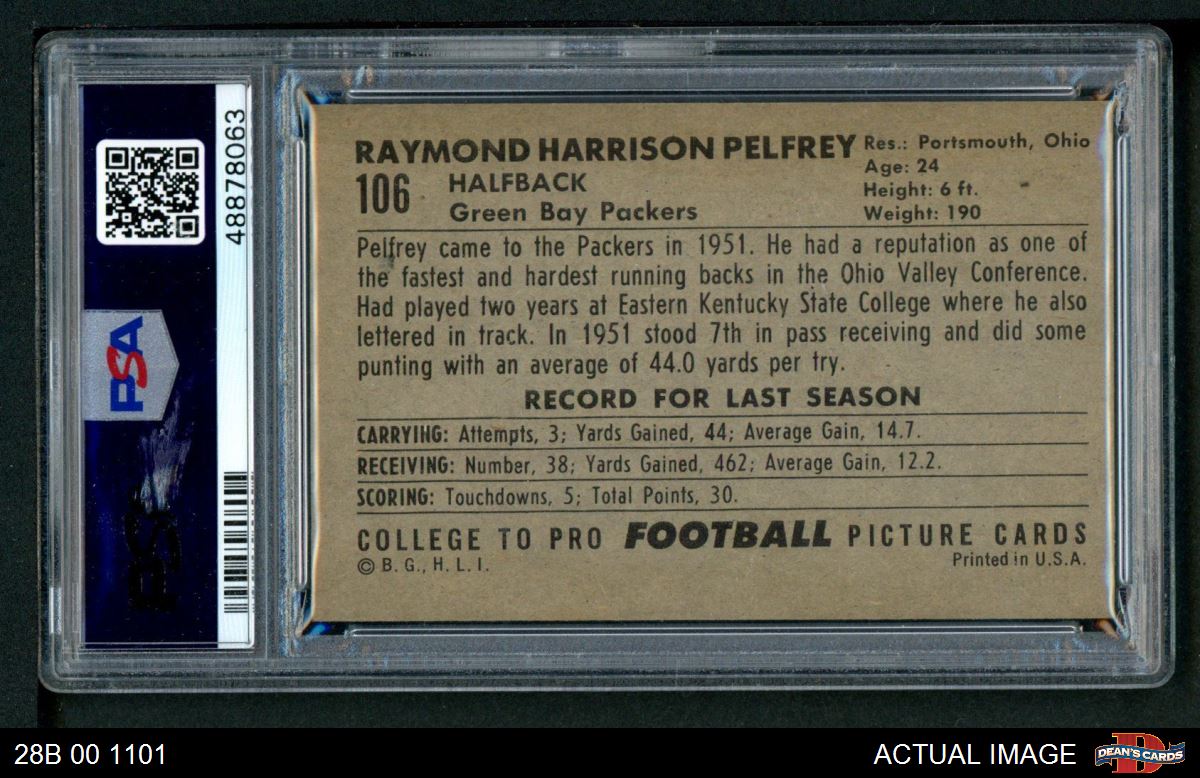 48878063
PSA
RAYMOND HARRISON PELFREY
106
HALFBACK
Green Bay Packers
Res.: Portsmouth, Ohio
Age: 24
Height: 6 ft.
Weight: 190
Pelfrey came to the Packers in 1951. He had a reputation as one of
the fastest and hardest running backs in the Ohio Valley Conference.
Had played two years at Eastern Kentucky State College where he also
lettered in track. In 1951 stood 7th in pass receiving and did some
punting with an average of 44.0 yards per try.
RECORD FOR LAST SEASON
CARRYING: Attempts, 3; Yards Gained, 44; Average Gain, 14.7.
RECEIVING: Number, 38; Yards Gained, 462; Average Gain, 12.2.
SCORING: Touchdowns, 5; Total Points, 30.
COLLEGE TO PRO FOOTBALL PICTURE CARDS
© B. G., H. L. I.
Printed in U.S.A.
28B 00 1101
ACTUAL IMAGE
DEAN'S CARDS